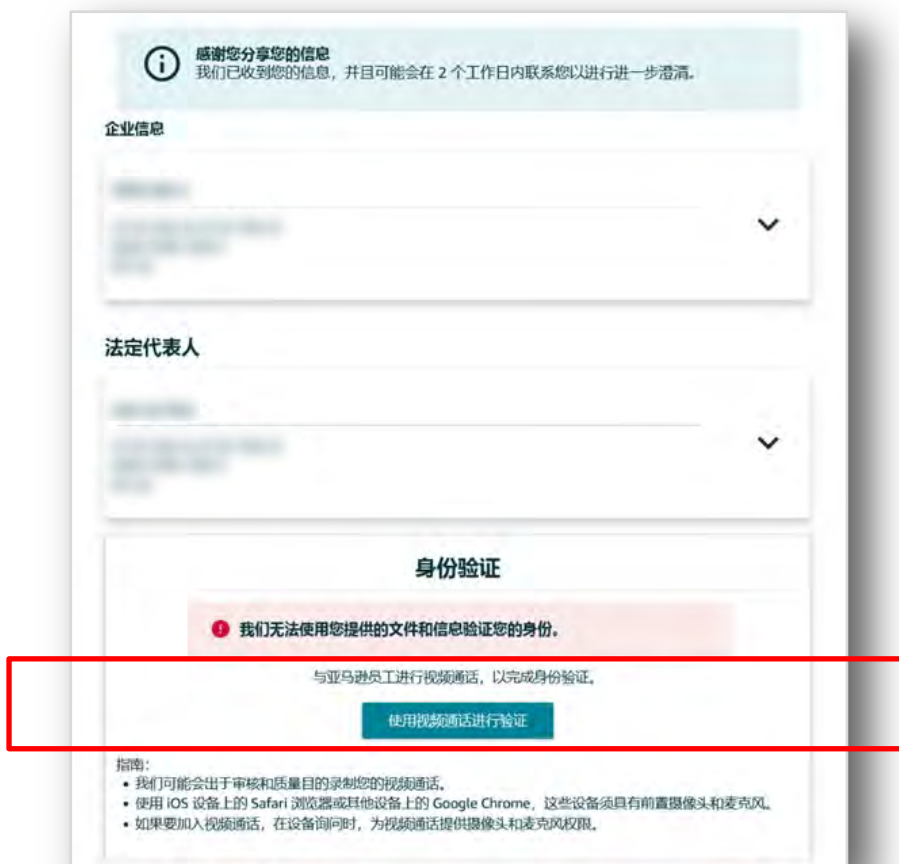 感谢您分享您的信息
我们已收到您的信息，并且可能会在 2 个工作日内联系您以进行进一步澄清。
企业信息
法定代表人
身份验证
我们无法使用您提供的文件和信息验证您的身份。
与亚马逊员工进行视频通话，以完成身份验证。
使用视频通话进行验证
指南：
• 我们可能会出于审核和质量目的录制您的视频通话。
• 使用 iOS 设备上的 Safari 浏览器或其他设备上的 Google Chrome，这些设备须具有前置摄像头和麦克风。
• 如果要加入视频通话，在设备询问时，为视频通话提供摄像头和麦克风权限。